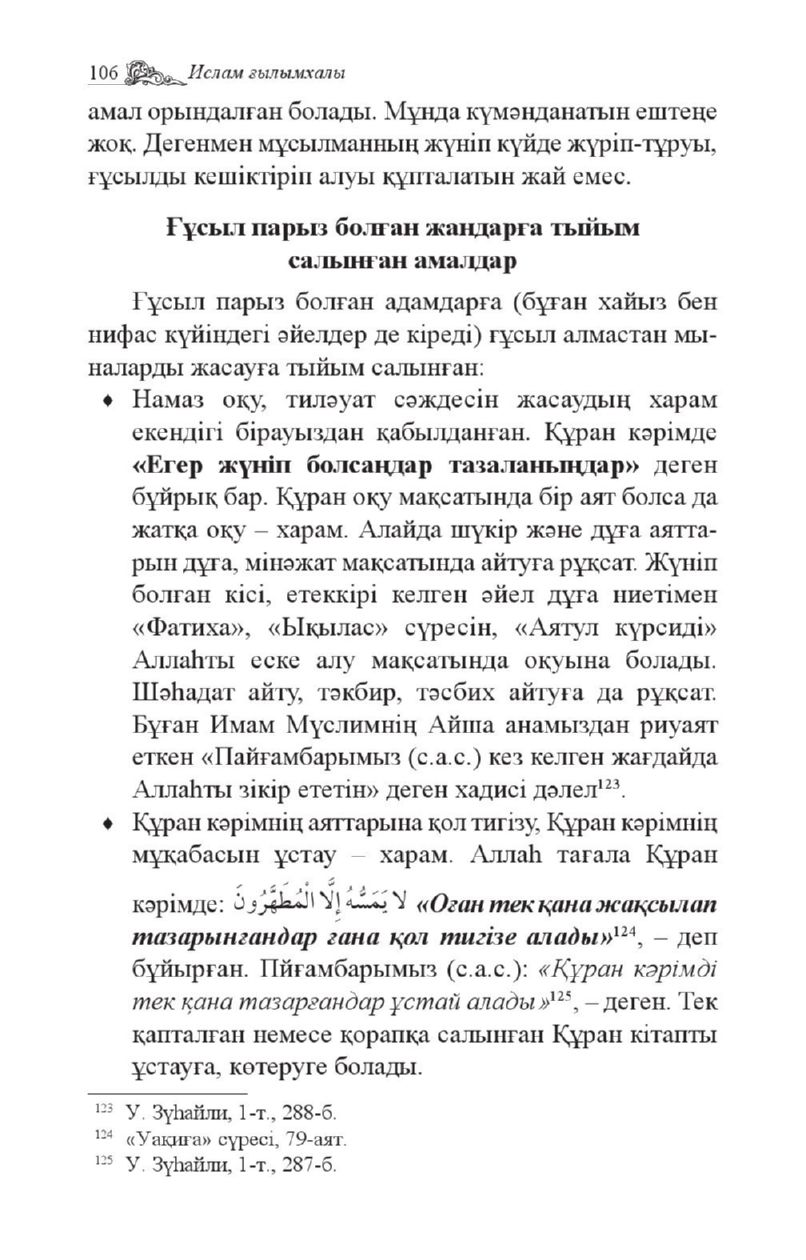 106 Ислам ғылымхалы
амал орындалған болады. Мұнда күмәнданатын ештеңе
жоқ. Дегенмен мұсылманның жүніп күйде жүріп-тұруы,
ғұсылды кешіктіріп алуы құпталатын жай емес.
Ғұсыл парыз болған жандарға тыйым
салынған амалдар
Ғұсыл парыз болған адамдарға (бұған хайыз бен
нифас күйіндегі әйелдер де кіреді) ғұсыл алмастан мы-
наларды жасауға тыйым салынған:
♦ Намаз оқу, тиләуат сәждесін жасаудың харам
екендігі бірауыздан қабылданған. Құран кәрімде
«Егер жүніп болсаңдар тазаланыңдар» деген
бұйрық бар. Құран оқу мақсатында бір аят болса да
жатқа оқу – харам. Алайда шүкір және дұға аятта-
рын дұға, мінәжат мақсатында айтуға рұқсат. Жүніп
болған кісі, етеккірі келген әйел дұға ниетімен
«Фатиха», «Ықылас» сүресін, «Аятул күрсиді»
Аллаһты еске алу мақсатында оқуына болады.
Шәһадат айту, тәкбир, тәсбих айтуға да рұқсат.
Бұған Имам Мүслимнің Айша анамыздан риуаят
еткен «Пайғамбарымыз (с.а.с.) кез келген жағдайда
Аллаһты зікір ететін» деген хадисі дәлел¹²³.
♦ Құран кәрімнің аяттарына қол тигізу, Құран кәрімнің
мұқабасын ұстау – харам. Аллаһ тағала Құран
кәрімде: لا يَمَسُّهُ إِلَّا الْمُطَهَّرُونَ «Оған тек қана жақсылап
тазарынғандар ғана қол тигізе алады»¹²⁴, – деп
бұйырған. Пйғамбарымыз (с.а.с.): «Құран кәрімді
тек қана тазарғандар ұстай алады»¹²⁵, – деген. Тек
қапталған немесе қорапқа салынған Құран кітапты
ұстауға, көтеруге болады.
¹²³ У. Зүһайли, 1-т., 288-б.
¹²⁴ «Уақиға» сүресі, 79-аят.
¹²⁵ У. Зүһайли, 1-т., 287-б.